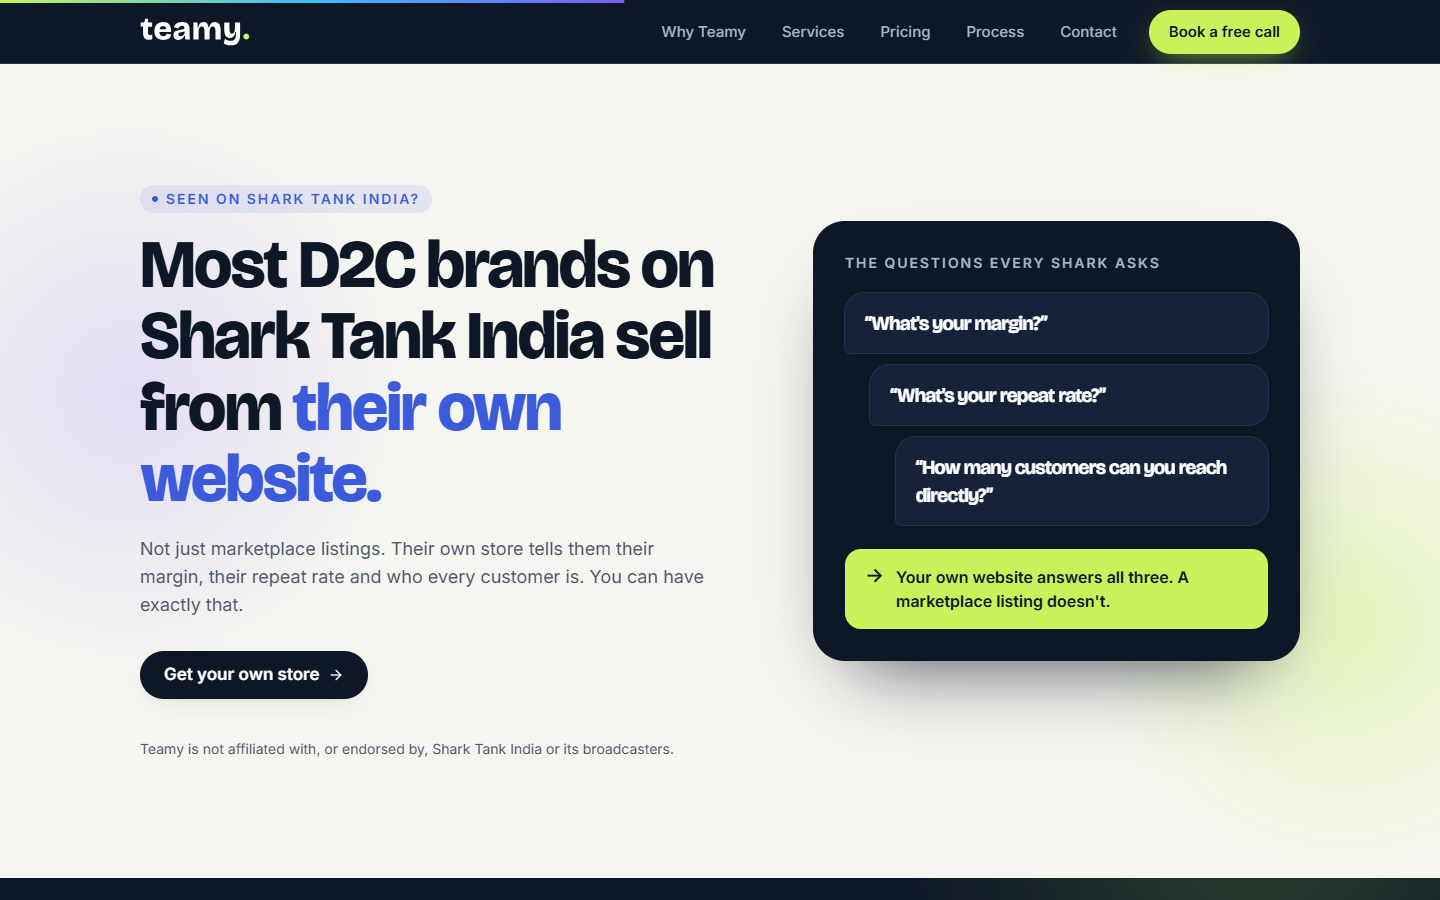 teamy.
Why Teamy
Services
Pricing
Process
Contact
Book a free call
SEEN ON SHARK TANK INDIA?
Most D2C brands on
Shark Tank India sell
from their own
website.
Not just marketplace listings. Their own store tells them their
margin, their repeat rate and who every customer is. You can have
exactly that.
Get your own store →
Teamy is not affiliated with, or endorsed by, Shark Tank India or its broadcasters.
THE QUESTIONS EVERY SHARK ASKS
“What's your margin?”
“What's your repeat rate?”
“How many customers can you reach
directly?”
→ Your own website answers all three. A
marketplace listing doesn't.